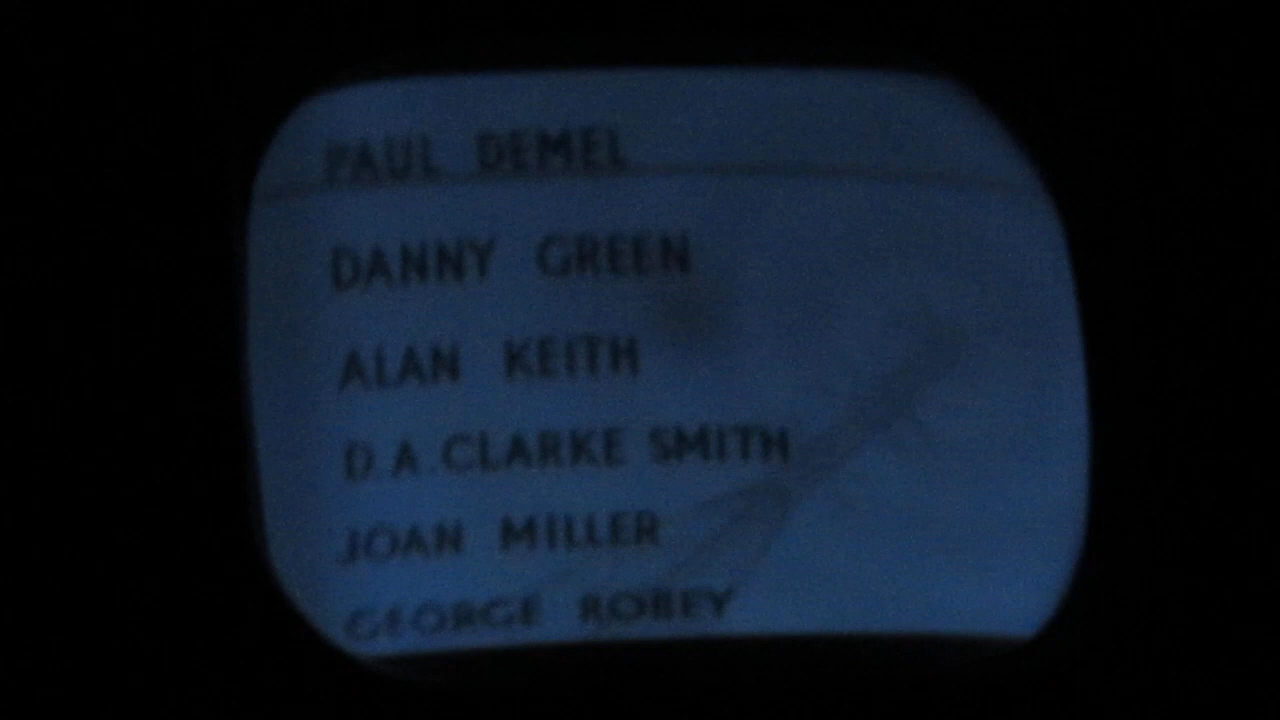 PAUL DEMEL
DANNY GREEN
ALAN KEITH
D.A.CLARKE SMITH
JOAN MILLER
GEORGE ROBEY